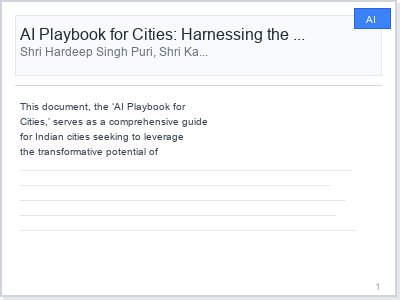 AI
AI Playbook for Cities: Harnessing the ...
Shri Hardeep Singh Puri, Shri Ka...
This document, the ‘AI Playbook for
Cities,’ serves as a comprehensive guide
for Indian cities seeking to leverage
the transformative potential of
1